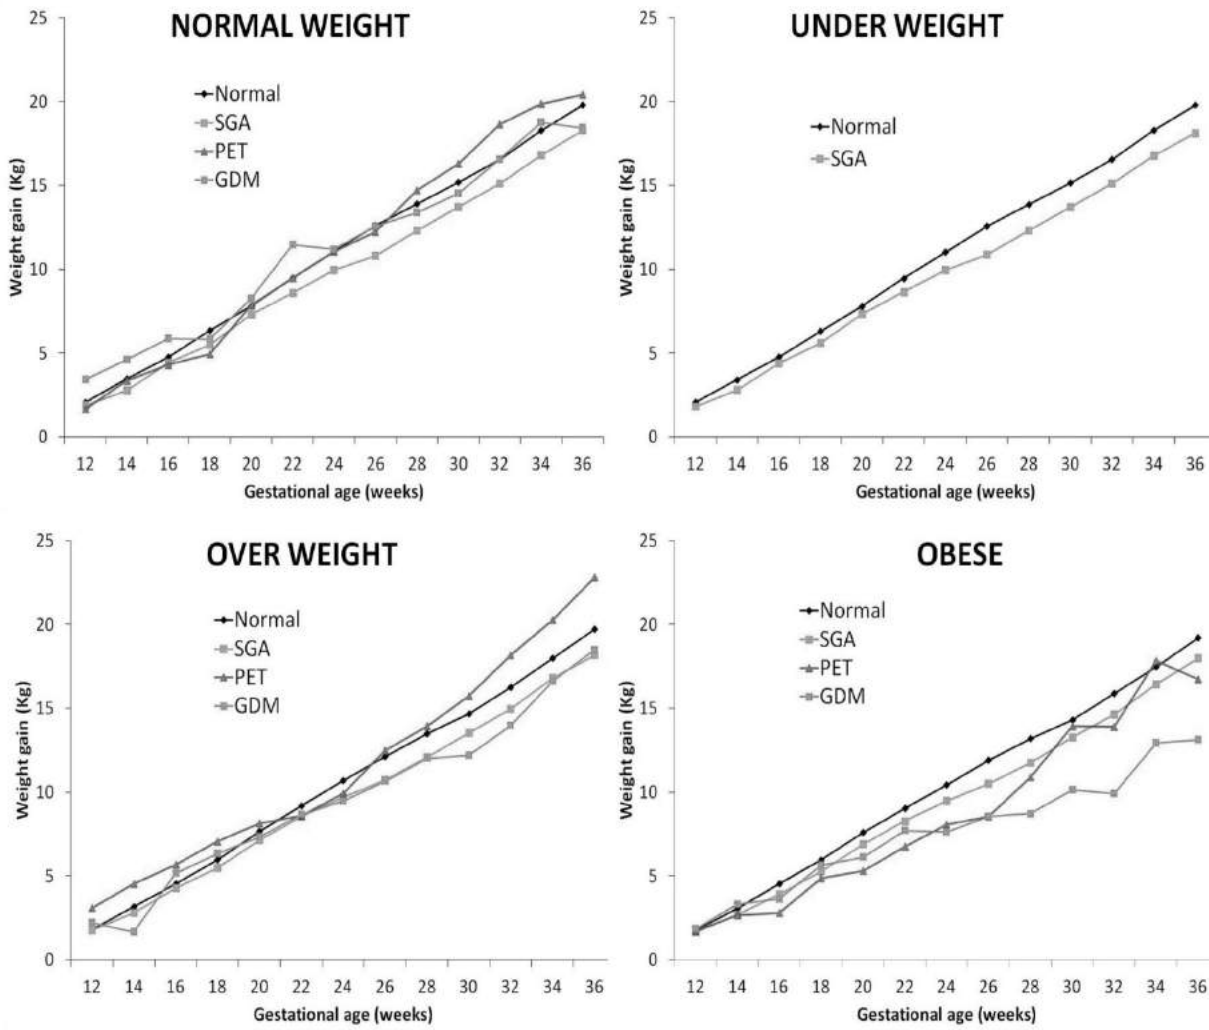 NORMAL WEIGHT
25
20
15
10
5
0
Weight gain (Kg)
Normal
SGA
PET
GDM
12 14 16 18 20 22 24 26 28 30 32 34 36
Gestational age (weeks)
UNDER WEIGHT
25
20
15
10
5
0
Weight gain (Kg)
Normal
SGA
12 14 16 18 20 22 24 26 28 30 32 34 36
Gestational age (weeks)
OVER WEIGHT
25
20
15
10
5
0
Weight gain (Kg)
Normal
SGA
PET
GDM
12 14 16 18 20 22 24 26 28 30 32 34 36
Gestational age (weeks)
OBESE
25
20
15
10
5
0
Weight gain (Kg)
Normal
SGA
PET
GDM
12 14 16 18 20 22 24 26 28 30 32 34 36
Gestational age (weeks)